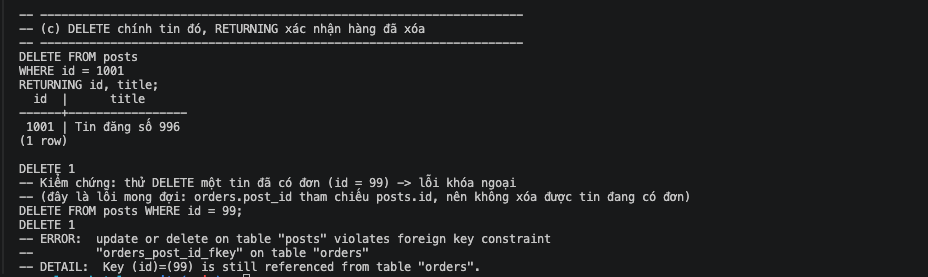 -- ------------------------------------------------------------------
-- (c) DELETE chính tin đó, RETURNING xác nhận hàng đã xóa
-- ------------------------------------------------------------------
DELETE FROM posts
WHERE id = 1001
RETURNING id, title;
  id  |      title
------+-----------------
 1001 | Tin đăng số 996
(1 row)

DELETE 1
-- Kiểm chứng: thử DELETE một tin đã có đơn (id = 99) -> lỗi khóa ngoại
-- (đây là lỗi mong đợi: orders.post_id tham chiếu posts.id, nên không xóa được tin đang có đơn)
DELETE FROM posts WHERE id = 99;
DELETE 1
-- ERROR:  update or delete on table "posts" violates foreign key constraint
--         "orders_post_id_fkey" on table "orders"
-- DETAIL:  Key (id)=(99) is still referenced from table "orders".